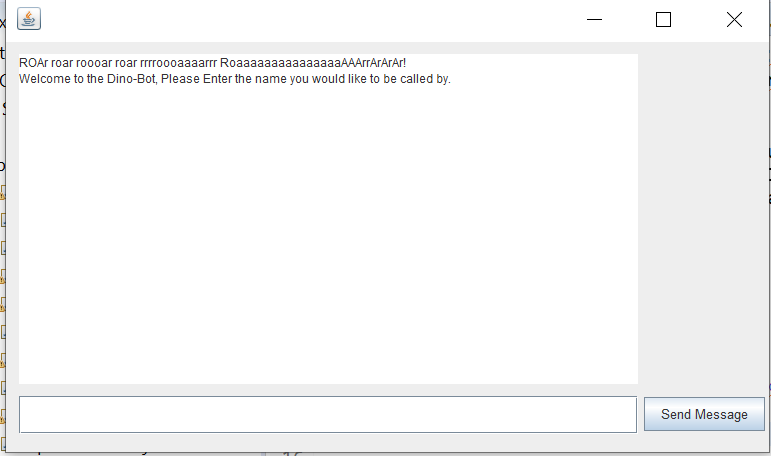 ROAr roar roooar roar rrrroooaaaarrr RoaaaaaaaaaaaaaaaAAArrArArAr!
Welcome to the Dino-Bot, Please Enter the name you would like to be called by.
Send Message